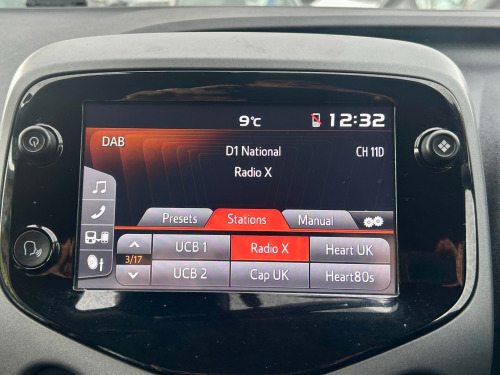 9°C 12:32
DAB
D1 National CH 11D
Radio X
Presets Stations Manual
3/17
UCB 1 Radio X Heart UK
UCB 2 Cap UK Heart80s